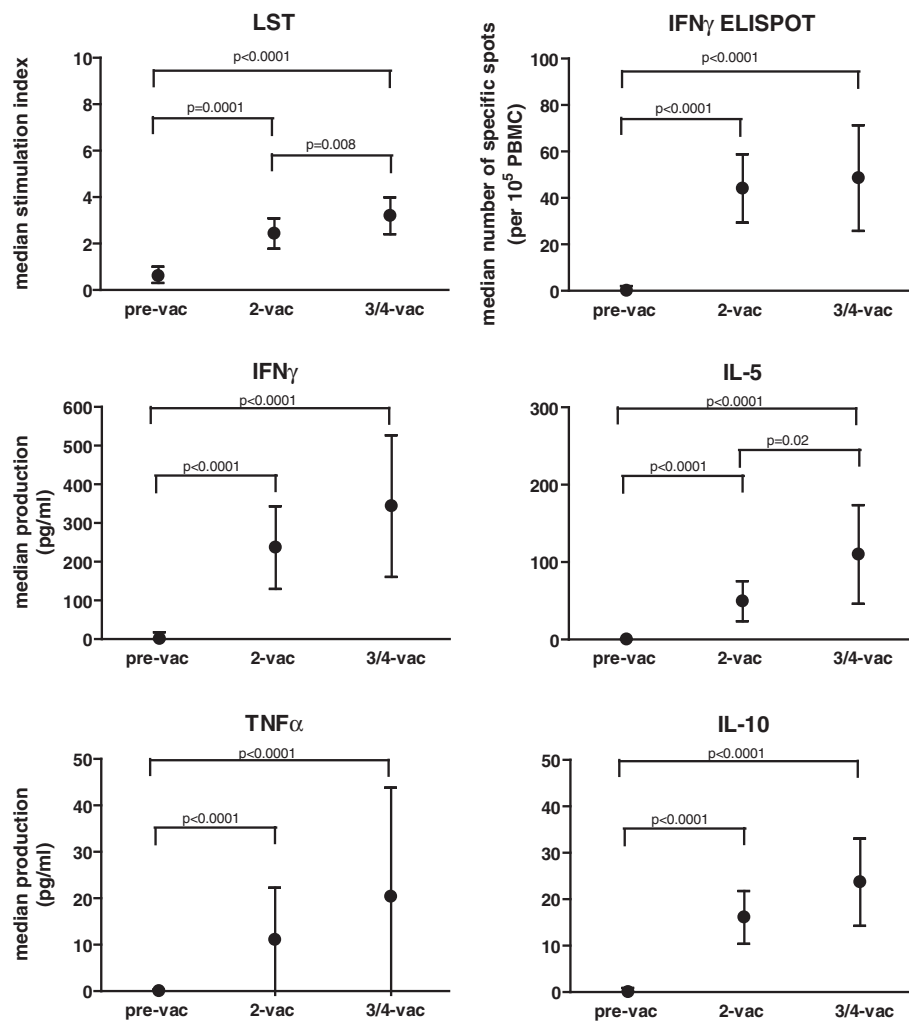 LST
median stimulation index
10
8
6
4
2
0
p<0.0001
p=0.0001
p=0.008
pre-vac 2-vac 3/4-vac
IFNγ ELISPOT
median number of specific spots
(per 10⁵ PBMC)
100
80
60
40
20
0
p<0.0001
p<0.0001
pre-vac 2-vac 3/4-vac
IFNγ
median production
(pg/ml)
600
500
400
300
200
100
0
p<0.0001
p<0.0001
pre-vac 2-vac 3/4-vac
IL-5
300
200
100
0
p<0.0001
p=0.02
p<0.0001
pre-vac 2-vac 3/4-vac
TNFα
median production
(pg/ml)
50
40
30
20
10
0
p<0.0001
p<0.0001
pre-vac 2-vac 3/4-vac
IL-10
50
40
30
20
10
0
p<0.0001
p<0.0001
pre-vac 2-vac 3/4-vac